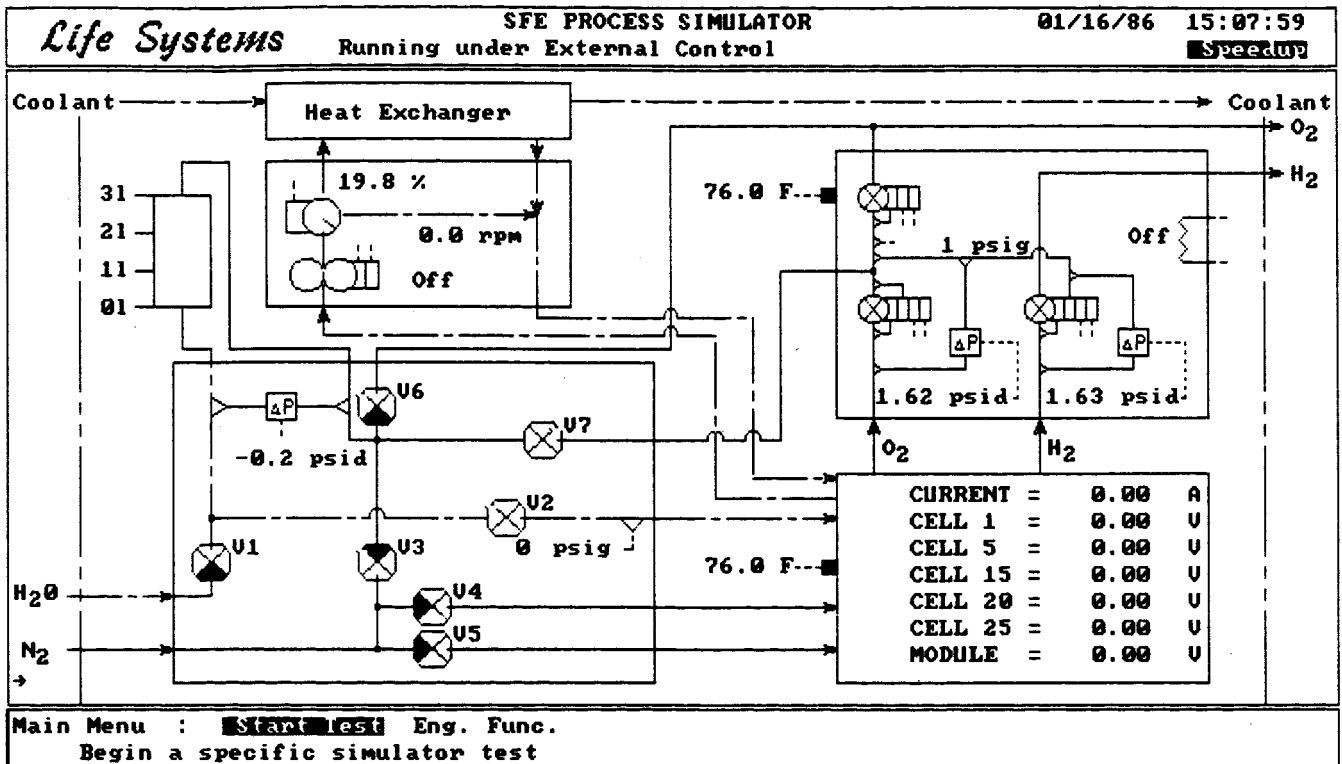 Life Systems
SFE PROCESS SIMULATOR
Running under External Control
01/16/86 15:07:59
Speedup
Coolant
Heat Exchanger
Coolant
O2
H2
19.8 %
0.0 rpm
Off
31
21
11
01
76.0 F
1 psig
Off
ΔP
ΔP
1.62 psid
1.63 psid
O2
H2
V6
ΔP
-0.2 psid
V7
V2
0 psig
V1
V3
V4
V5
H20
N2
76.0 F
CURRENT = 0.00 A
CELL 1 = 0.00 V
CELL 5 = 0.00 V
CELL 15 = 0.00 V
CELL 20 = 0.00 V
CELL 25 = 0.00 V
MODULE = 0.00 V
Main Menu : Start Test Eng. Func.
Begin a specific simulator test